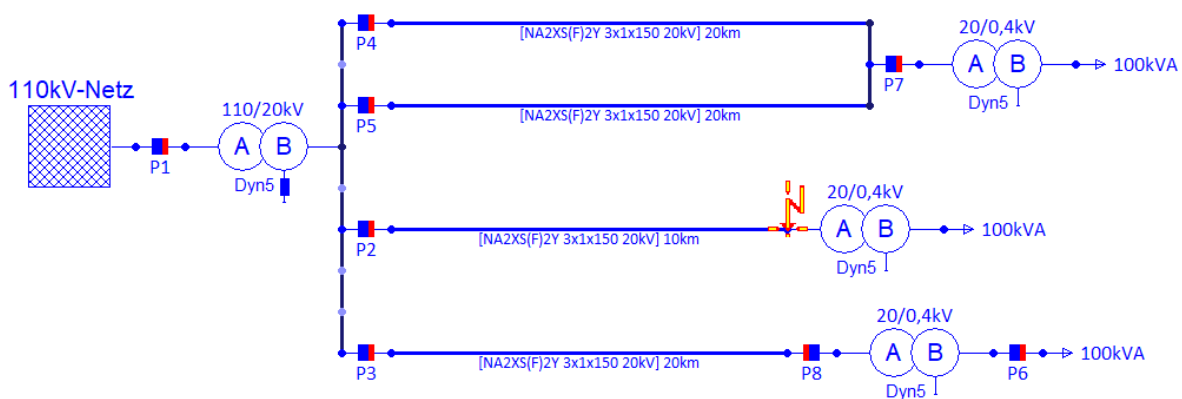 P4
[NA2XS(F)2Y 3x1x150 20kV] 20km
20/0,4kV
A B
100kVA
P7
Dyn5
110kV-Netz
110/20kV
P5
[NA2XS(F)2Y 3x1x150 20kV] 20km
A B
P1
Dyn5
20/0,4kV
P2
[NA2XS(F)2Y 3x1x150 20kV] 10km
A B
100kVA
Dyn5
20/0,4kV
P3
[NA2XS(F)2Y 3x1x150 20kV] 20km
P8
A B
P6
100kVA
Dyn5